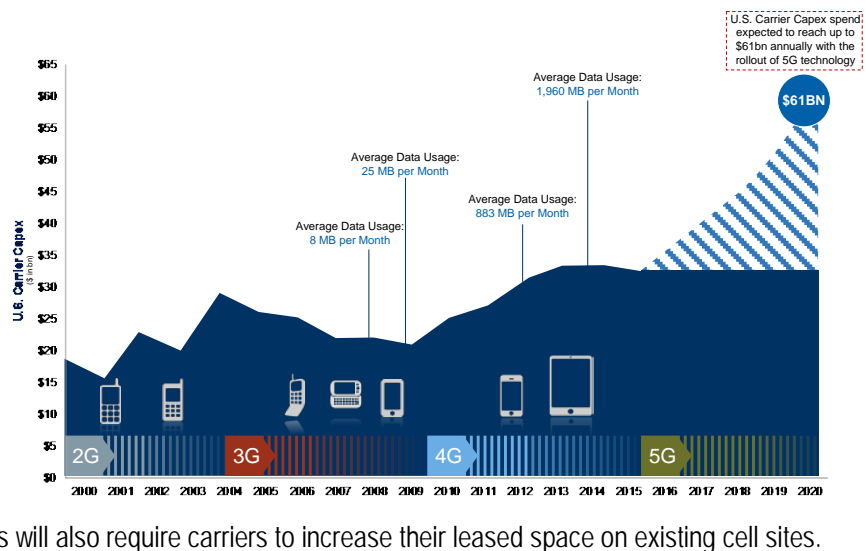 U.S. Carrier Capex spend
expected to reach up to
$61bn annually with the
rollout of 5G technology
$61BN
Average Data Usage:
1,960 MB per Month
Average Data Usage:
25 MB per Month
Average Data Usage:
883 MB per Month
Average Data Usage:
8 MB per Month
$65
$60
$55
$50
$45
$40
$35
$30
$25
$20
$15
$10
$5
$0
U.S. Carrier Capex
($ in bn)
2G
3G
4G
5G
2000 2001 2002 2003 2004 2005 2006 2007 2008 2009 2010 2011 2012 2013 2014 2015 2016 2017 2018 2019 2020
s will also require carriers to increase their leased space on existing cell sites.